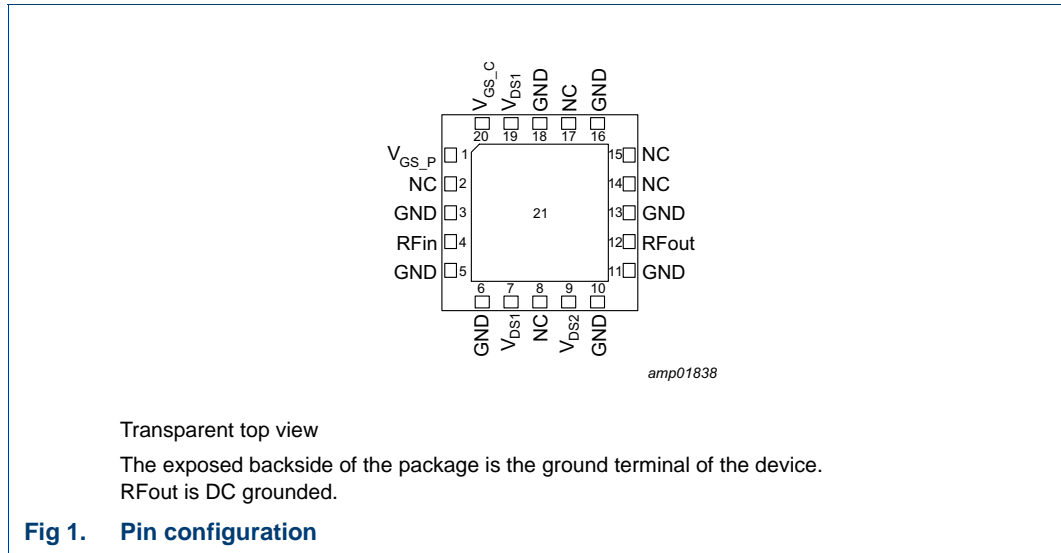 V_GS_C V_DS1 GND NC GND
20 19 18 17 16
V_GS_P 1 15 NC
NC 2 14 NC
GND 3 21 13 GND
RFin 4 12 RFout
GND 5 11 GND
6 7 8 9 10
GND V_DS1 NC V_DS2 GND
amp01838
Transparent top view
The exposed backside of the package is the ground terminal of the device.
RFout is DC grounded.
Fig 1. Pin configuration